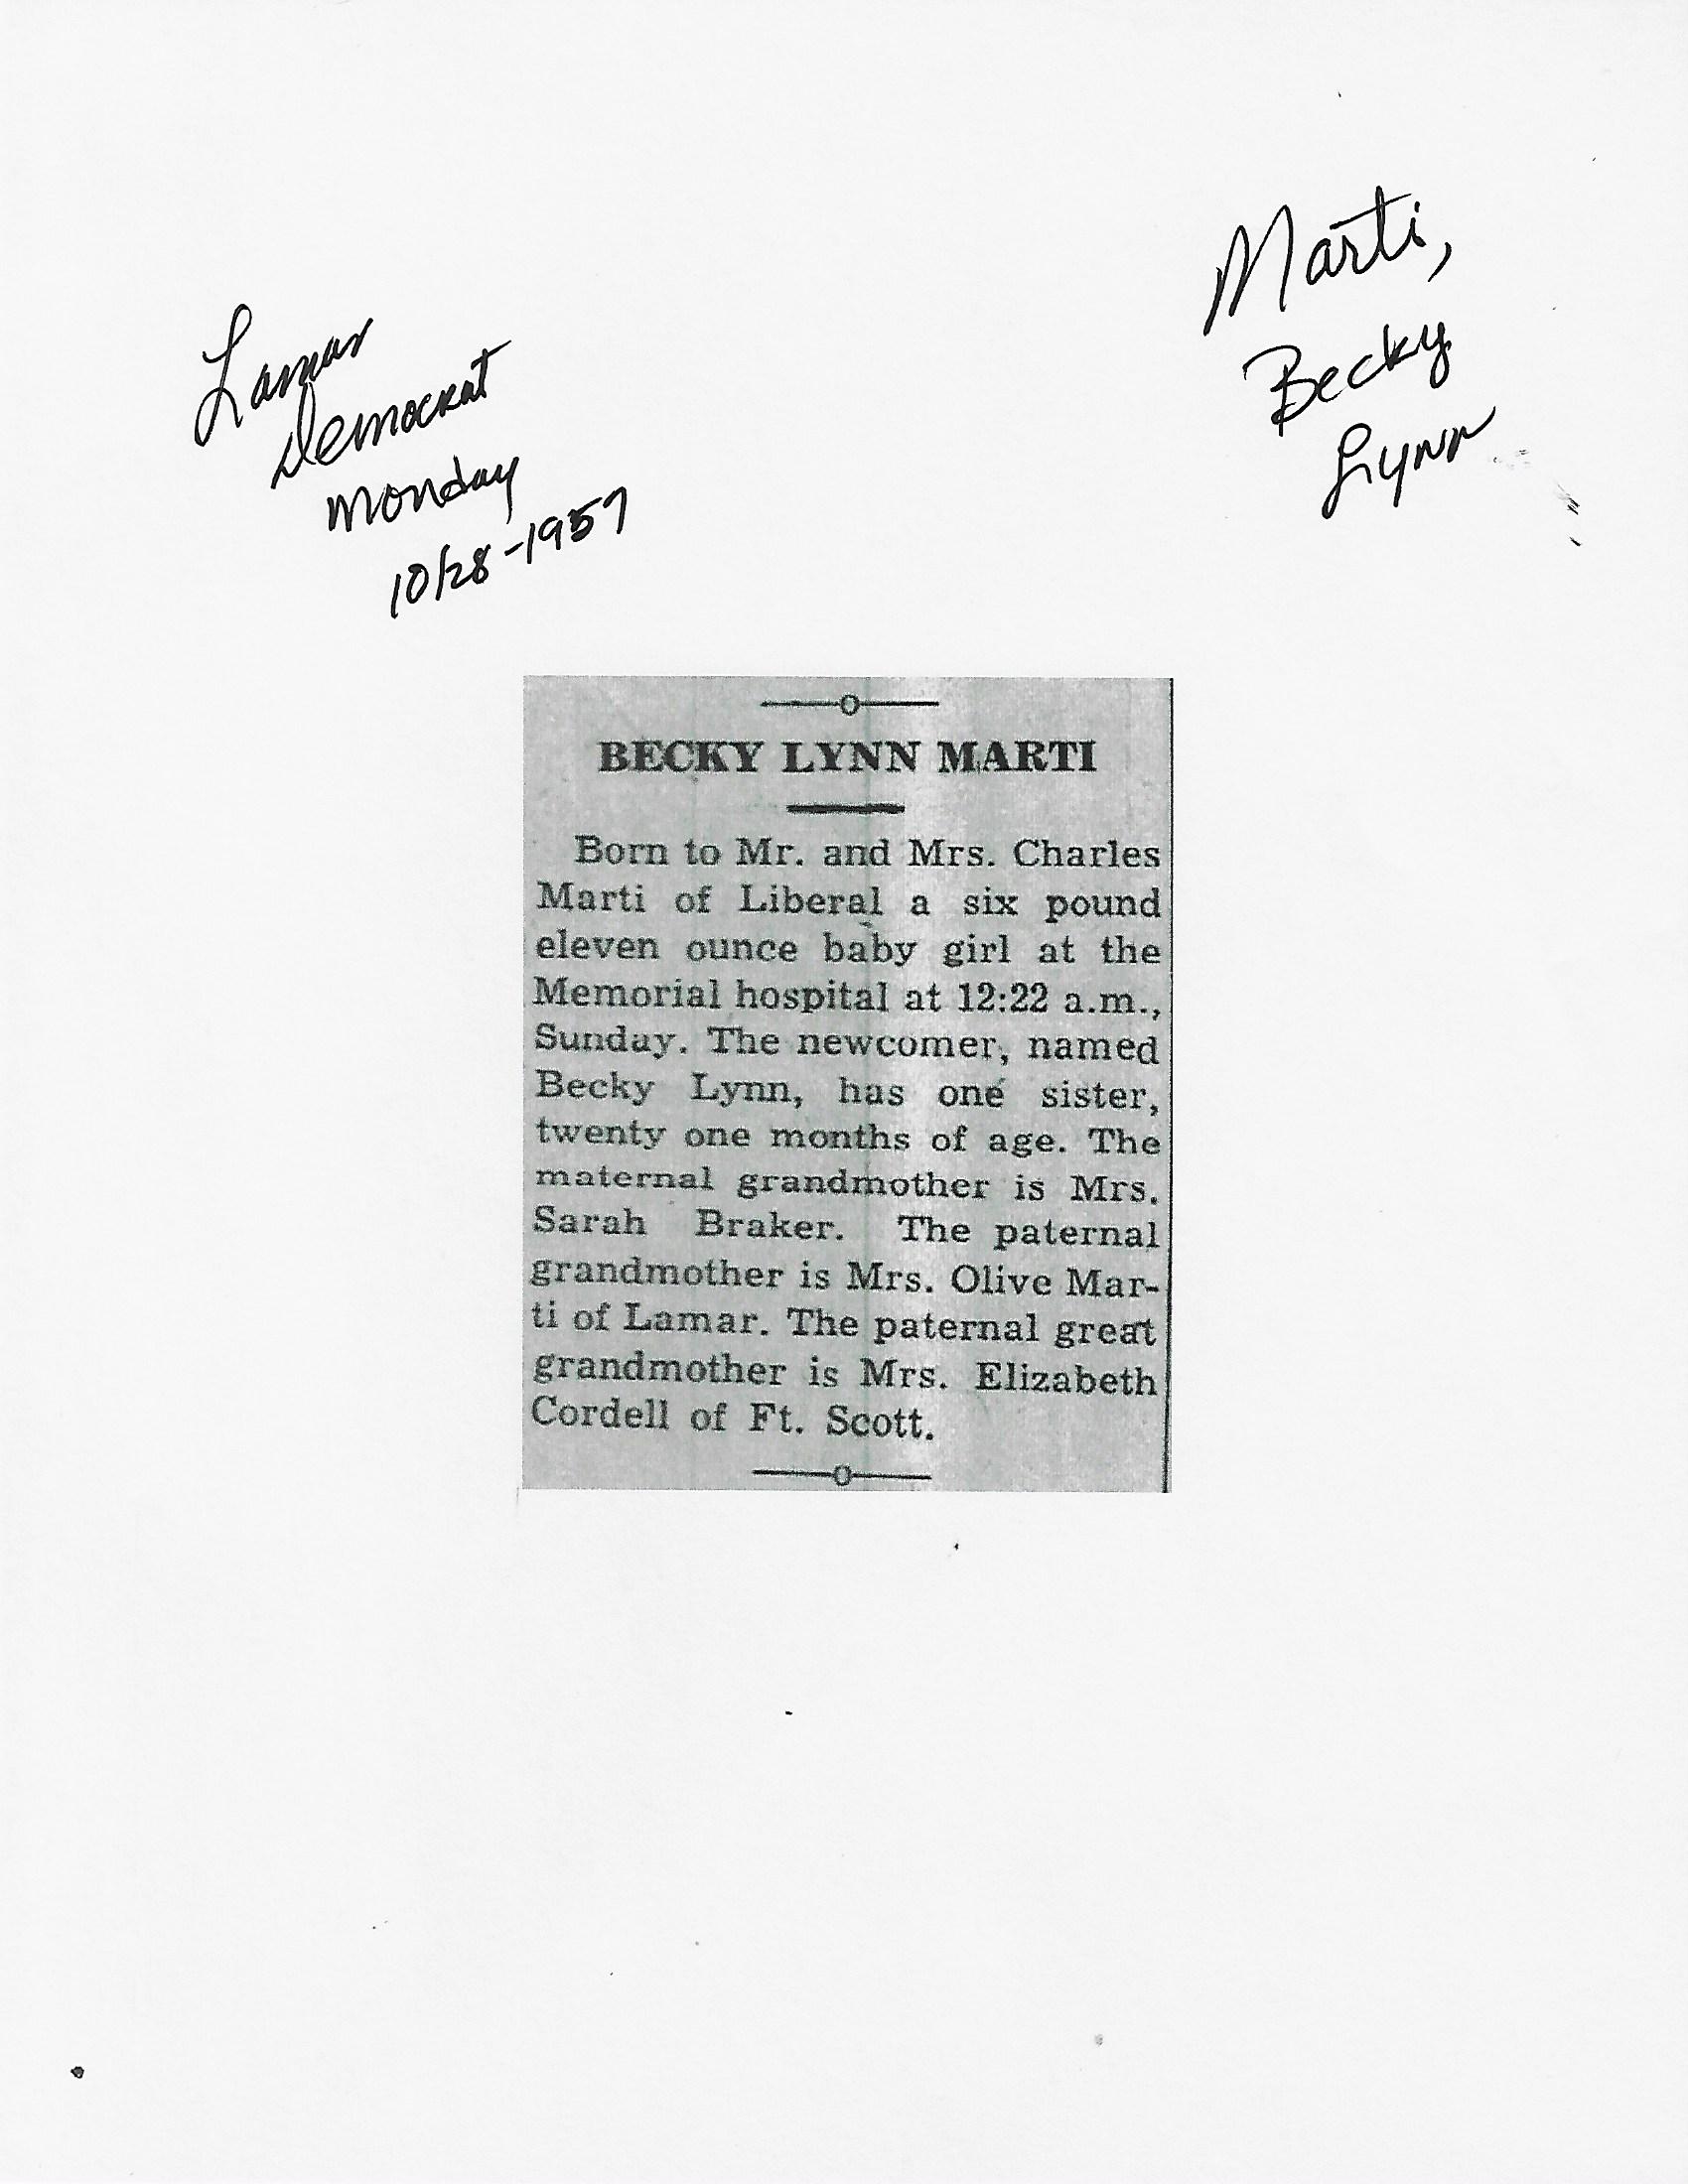 Marti,
Becky
Lynn
Lamar
Democrat
Monday
10/28-1957
BECKY LYNN MARTI
Born to Mr. and Mrs. Charles
Marti of Liberal a six pound
eleven ounce baby girl at the
Memorial hospital at 12:22 a.m.,
Sunday. The newcomer, named
Becky Lynn, has one sister,
twenty one months of age. The
maternal grandmother is Mrs.
Sarah Braker. The paternal
grandmother is Mrs. Olive Mar-
ti of Lamar. The paternal great
grandmother is Mrs. Elizabeth
Cordell of Ft. Scott.